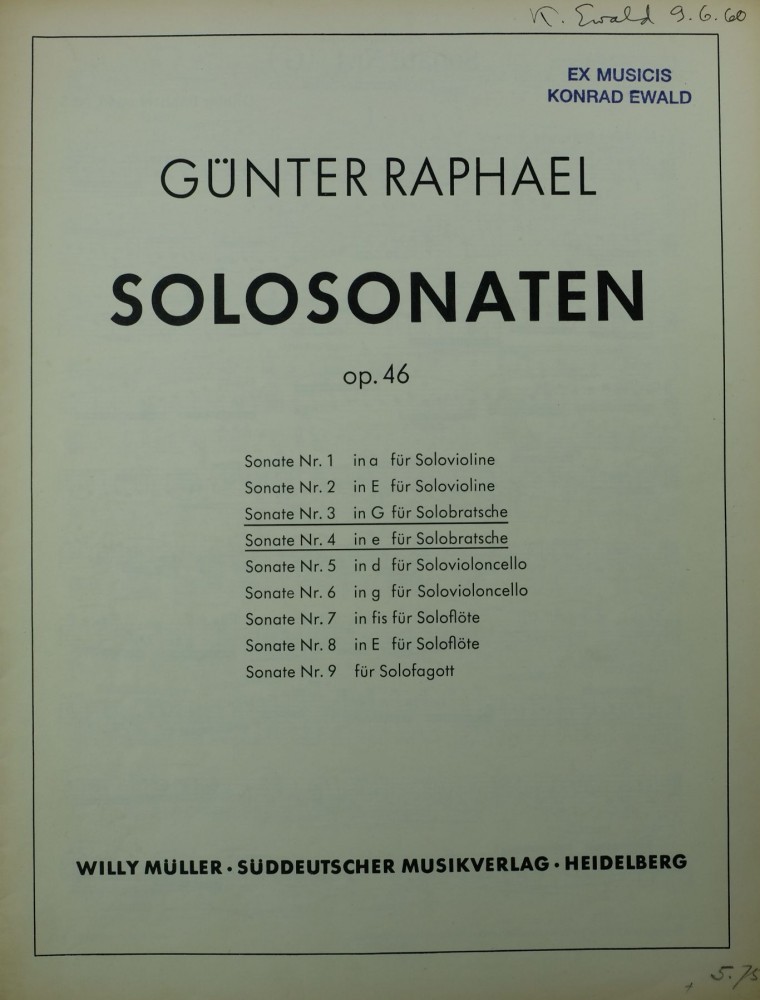 K. Ewald 9.6.60
EX MUSICIS
KONRAD EWALD
GÜNTER RAPHAEL
SOLOSONATEN
op. 46
Sonate Nr. 1 in a für Solovioline
Sonate Nr. 2 in E für Solovioline
Sonate Nr. 3 in G für Solobratsche
Sonate Nr. 4 in e für Solobratsche
Sonate Nr. 5 in d für Solovioloncello
Sonate Nr. 6 in g für Solovioloncello
Sonate Nr. 7 in fis für Soloflöte
Sonate Nr. 8 in E für Soloflöte
Sonate Nr. 9 für Solofagott
WILLY MÜLLER · SÜDDEUTSCHER MUSIKVERLAG · HEIDELBERG
5.75